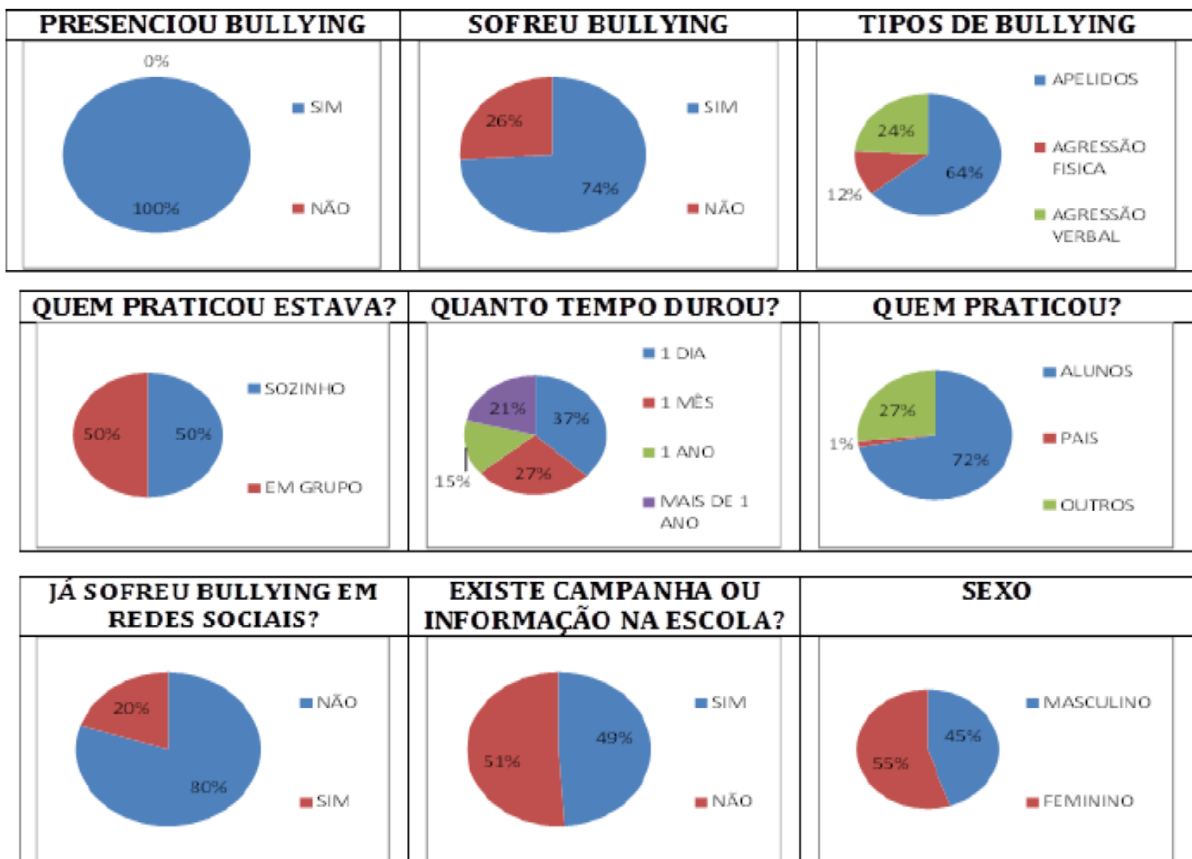 PRESENCIOU BULLYING
0%
SIM
100%
NÃO
SOFREU BULLYING
26%
SIM
74%
NÃO
TIPOS DE BULLYING
APELIDOS
24%
AGRESSÃO
FISICA
64%
12%
AGRESSÃO
VERBAL
QUEM PRATICOU ESTAVA?
SOZINHO
50% 50%
EM GRUPO
QUANTO TEMPO DUROU?
1 DIA
21% 37%
1 MÊS
1 ANO
27%
15%
MAIS DE 1
ANO
QUEM PRATICOU?
ALUNOS
27%
PAIS
1%
72%
OUTROS
JÁ SOFREU BULLYING EM
REDES SOCIAIS?
NÃO
20%
80%
SIM
EXISTE CAMPANHA OU
INFORMAÇÃO NA ESCOLA?
SIM
49%
51%
NÃO
SEXO
MASCULINO
45%
55%
FEMININO